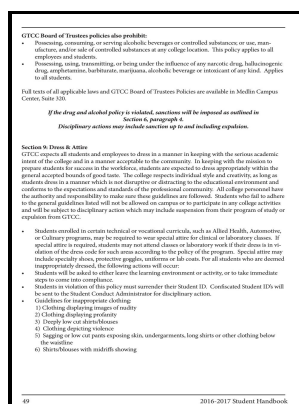 GTCC Board of Trustees policies also prohibit:
• Possessing, consuming, or serving alcoholic beverages or controlled substances; or use, man-
ufacture, and/or sale of controlled substances at any college location. This policy applies to all
employees and students.
• Possessing, using, transmitting, or being under the influence of any narcotic drug, hallucinogenic
drug, amphetamine, barbiturate, marijuana, alcoholic beverage or intoxicant of any kind. Applies
to all students.
Full texts of all applicable laws and GTCC Board of Trustees Policies are available in Medlin Campus
Center, Suite 320.
If the drug and alcohol policy is violated, sanctions will be imposed as outlined in
Section 6, paragraph 4.
Disciplinary actions may include sanction up to and including expulsion.
Section 9: Dress & Attire
GTCC expects all students and employees to dress in a manner in keeping with the serious academic
intent of the college and in a manner acceptable to the community. In keeping with the mission to
prepare students for success in the workforce, students are expected to dress appropriately within the
general accepted bounds of good taste. The college respects individual style and creativity, as long as
students dress in a manner which is not disruptive or distracting to the educational environment and
conforms to the expectations and standards of the professional community. All college personnel have
the authority and responsibility to make sure these guidelines are followed. Students who fail to adhere
to the general guidelines listed will not be allowed on campus or to participate in any college activities
and will be subject to disciplinary action which may include suspension from their program of study or
expulsion from GTCC.
• Students enrolled in certain technical or vocational curricula, such as Allied Health, Automotive,
or Culinary programs, may be required to wear special attire for clinical or laboratory classes. If
special attire is required, students may not attend classes or laboratory work if their dress is in vi-
olation of the dress code for such areas according to the policy of the program. Special attire may
include specialty shoes, protective goggles, uniforms or lab coats. For all students who are deemed
inappropriately dressed, the following actions will occur:
• Students will be asked to either leave the learning environment or activity, or to take immediate
steps to come into compliance.
• Students in violation of this policy must surrender their Student ID. Confiscated Student ID's will
be sent to the Student Conduct Administrator for disciplinary action.
• Guidelines for inappropriate clothing:
1) Clothing displaying images of nudity
2) Clothing displaying profanity
3) Deeply low cut shirts/blouses
4) Clothing depicting violence
5) Sagging or low cut pants exposing skin, undergarments, long shirts or other clothing below
the waistline
6) Shirts/blouses with midriffs showing
49 2016-2017 Student Handbook